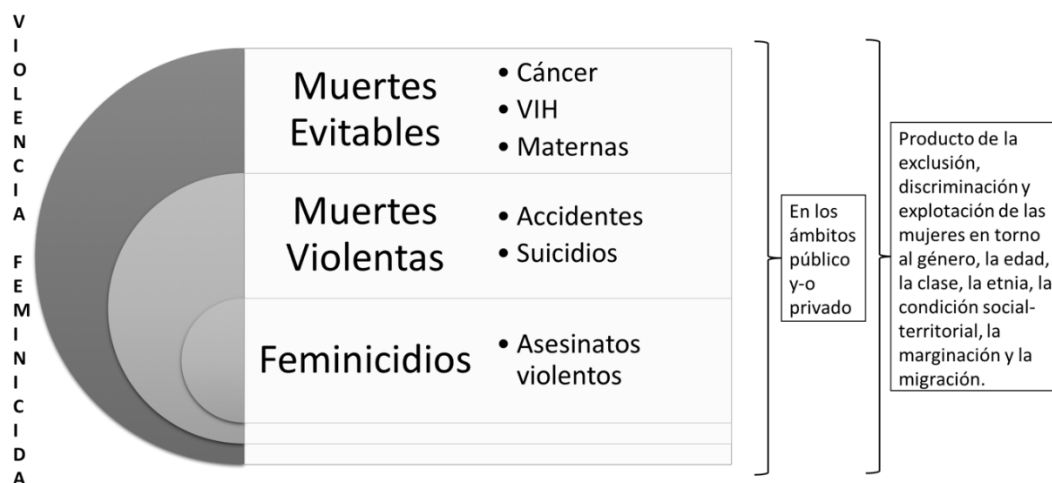 VIOLENCIA FEMINICIDA
Muertes
Evitables
• Cáncer
• VIH
• Maternas
Muertes
Violentas
• Accidentes
• Suicidios
Feminicidios
• Asesinatos
violentos
En los
ámbitos
público
y-o
privado
Producto de la
exclusión,
discriminación y
explotación de las
mujeres en torno
al género, la edad,
la clase, la etnia, la
condición social-
territorial, la
marginación y la
migración.